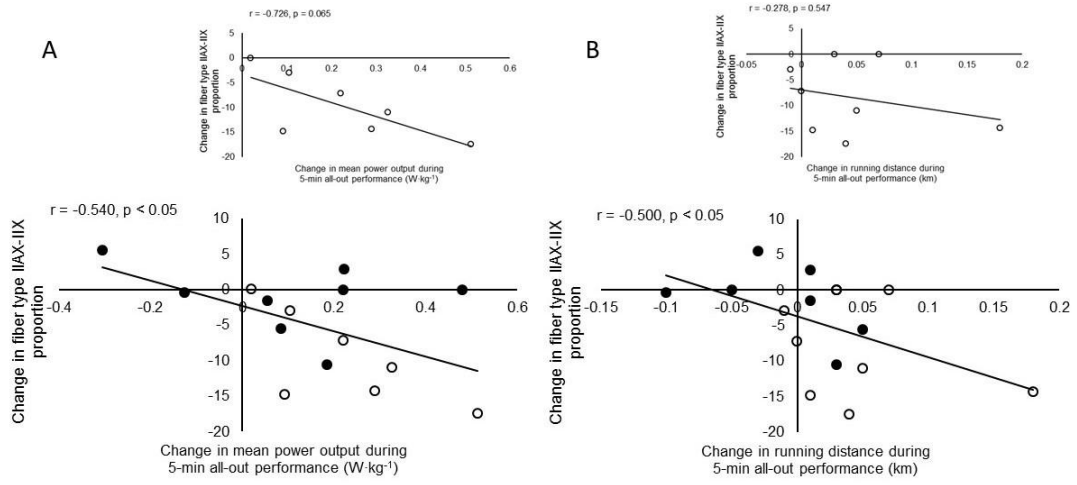 A
r = -0.726, p = 0.065
Change in fiber type IIAX-IIX
proportion
5
0
-5
-10
-15
-20
0 0.1 0.2 0.3 0.4 0.5 0.6
Change in mean power output during
5-min all-out performance (W·kg⁻¹)
B
r = -0.278, p = 0.547
Change in fiber type IIAX-IIX
proportion
5
0
-5
-10
-15
-20
-0.05 0 0.05 0.1 0.15 0.2
Change in running distance during
5-min all-out performance (km)
r = -0.540, p < 0.05
Change in fiber type IIAX-IIX
proportion
10
5
0
-5
-10
-15
-20
-0.4 -0.2 0 0.2 0.4 0.6
Change in mean power output during
5-min all-out performance (W·kg⁻¹)
r = -0.500, p < 0.05
Change in fiber type IIAX-IIX
proportion
10
5
0
-5
-10
-15
-20
-0.15 -0.1 -0.05 0 0.05 0.1 0.15 0.2
Change in running distance during
5-min all-out performance (km)